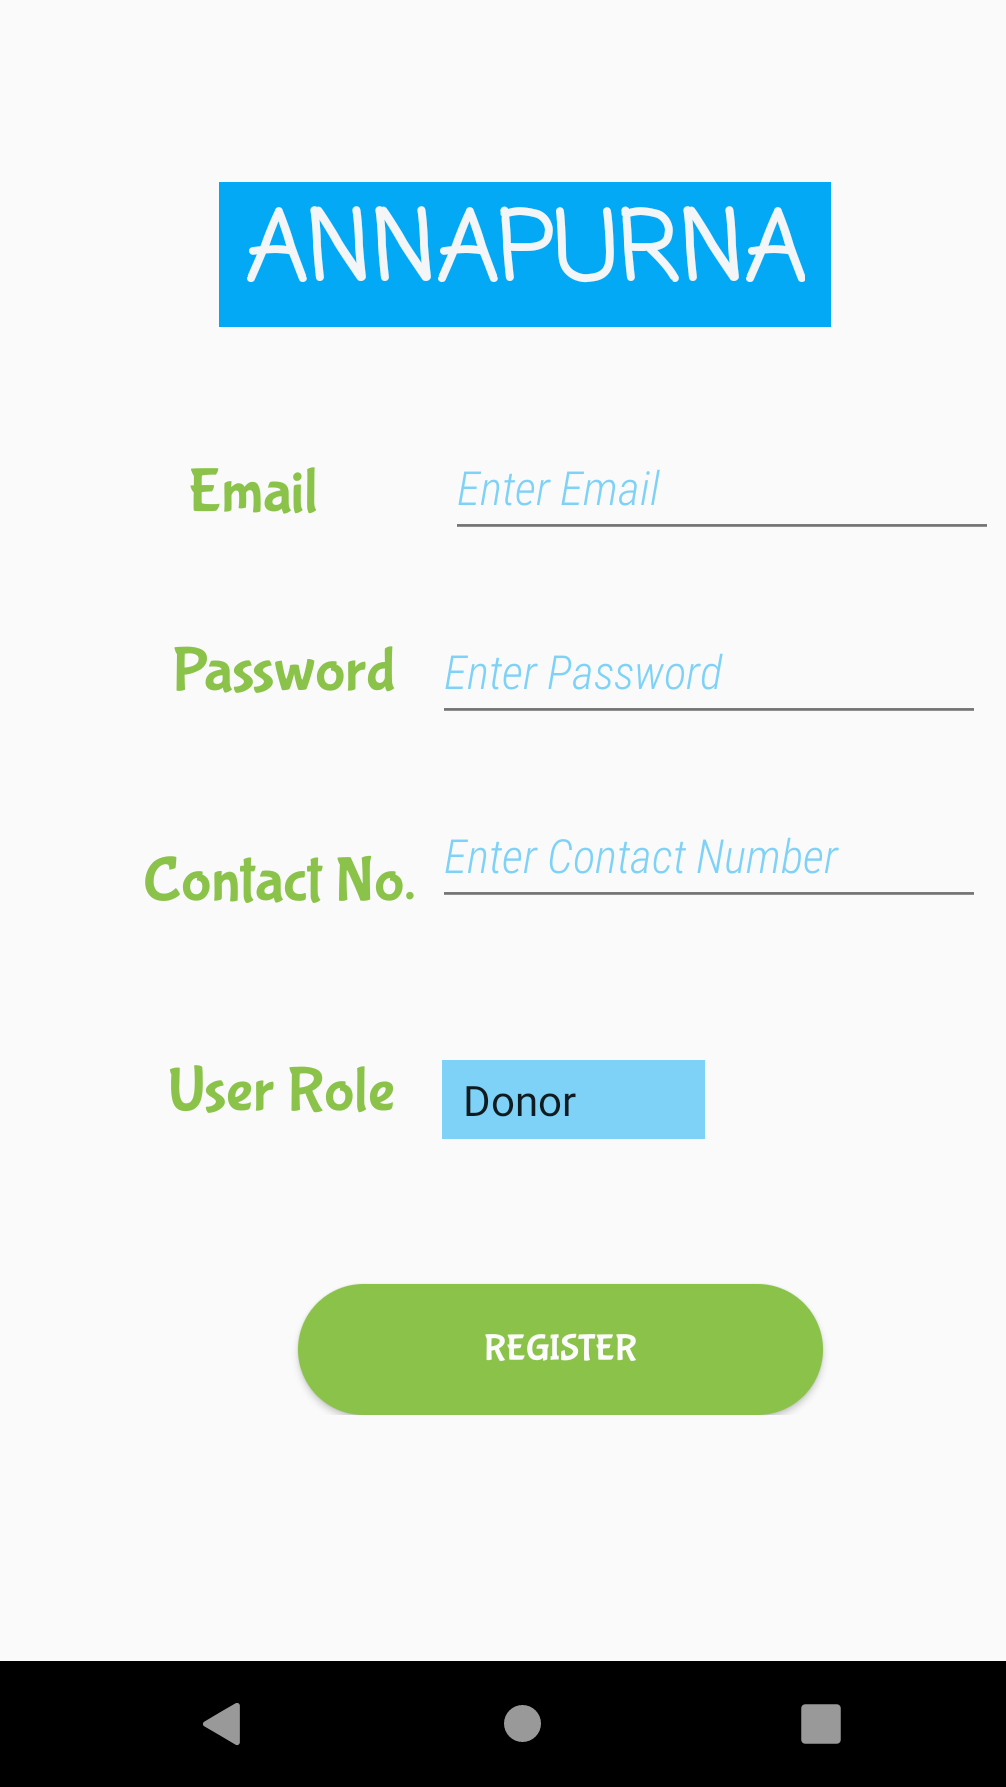 ANNAPURNA
Email Enter Email
Password Enter Password
Contact No. Enter Contact Number
User Role Donor
REGISTER